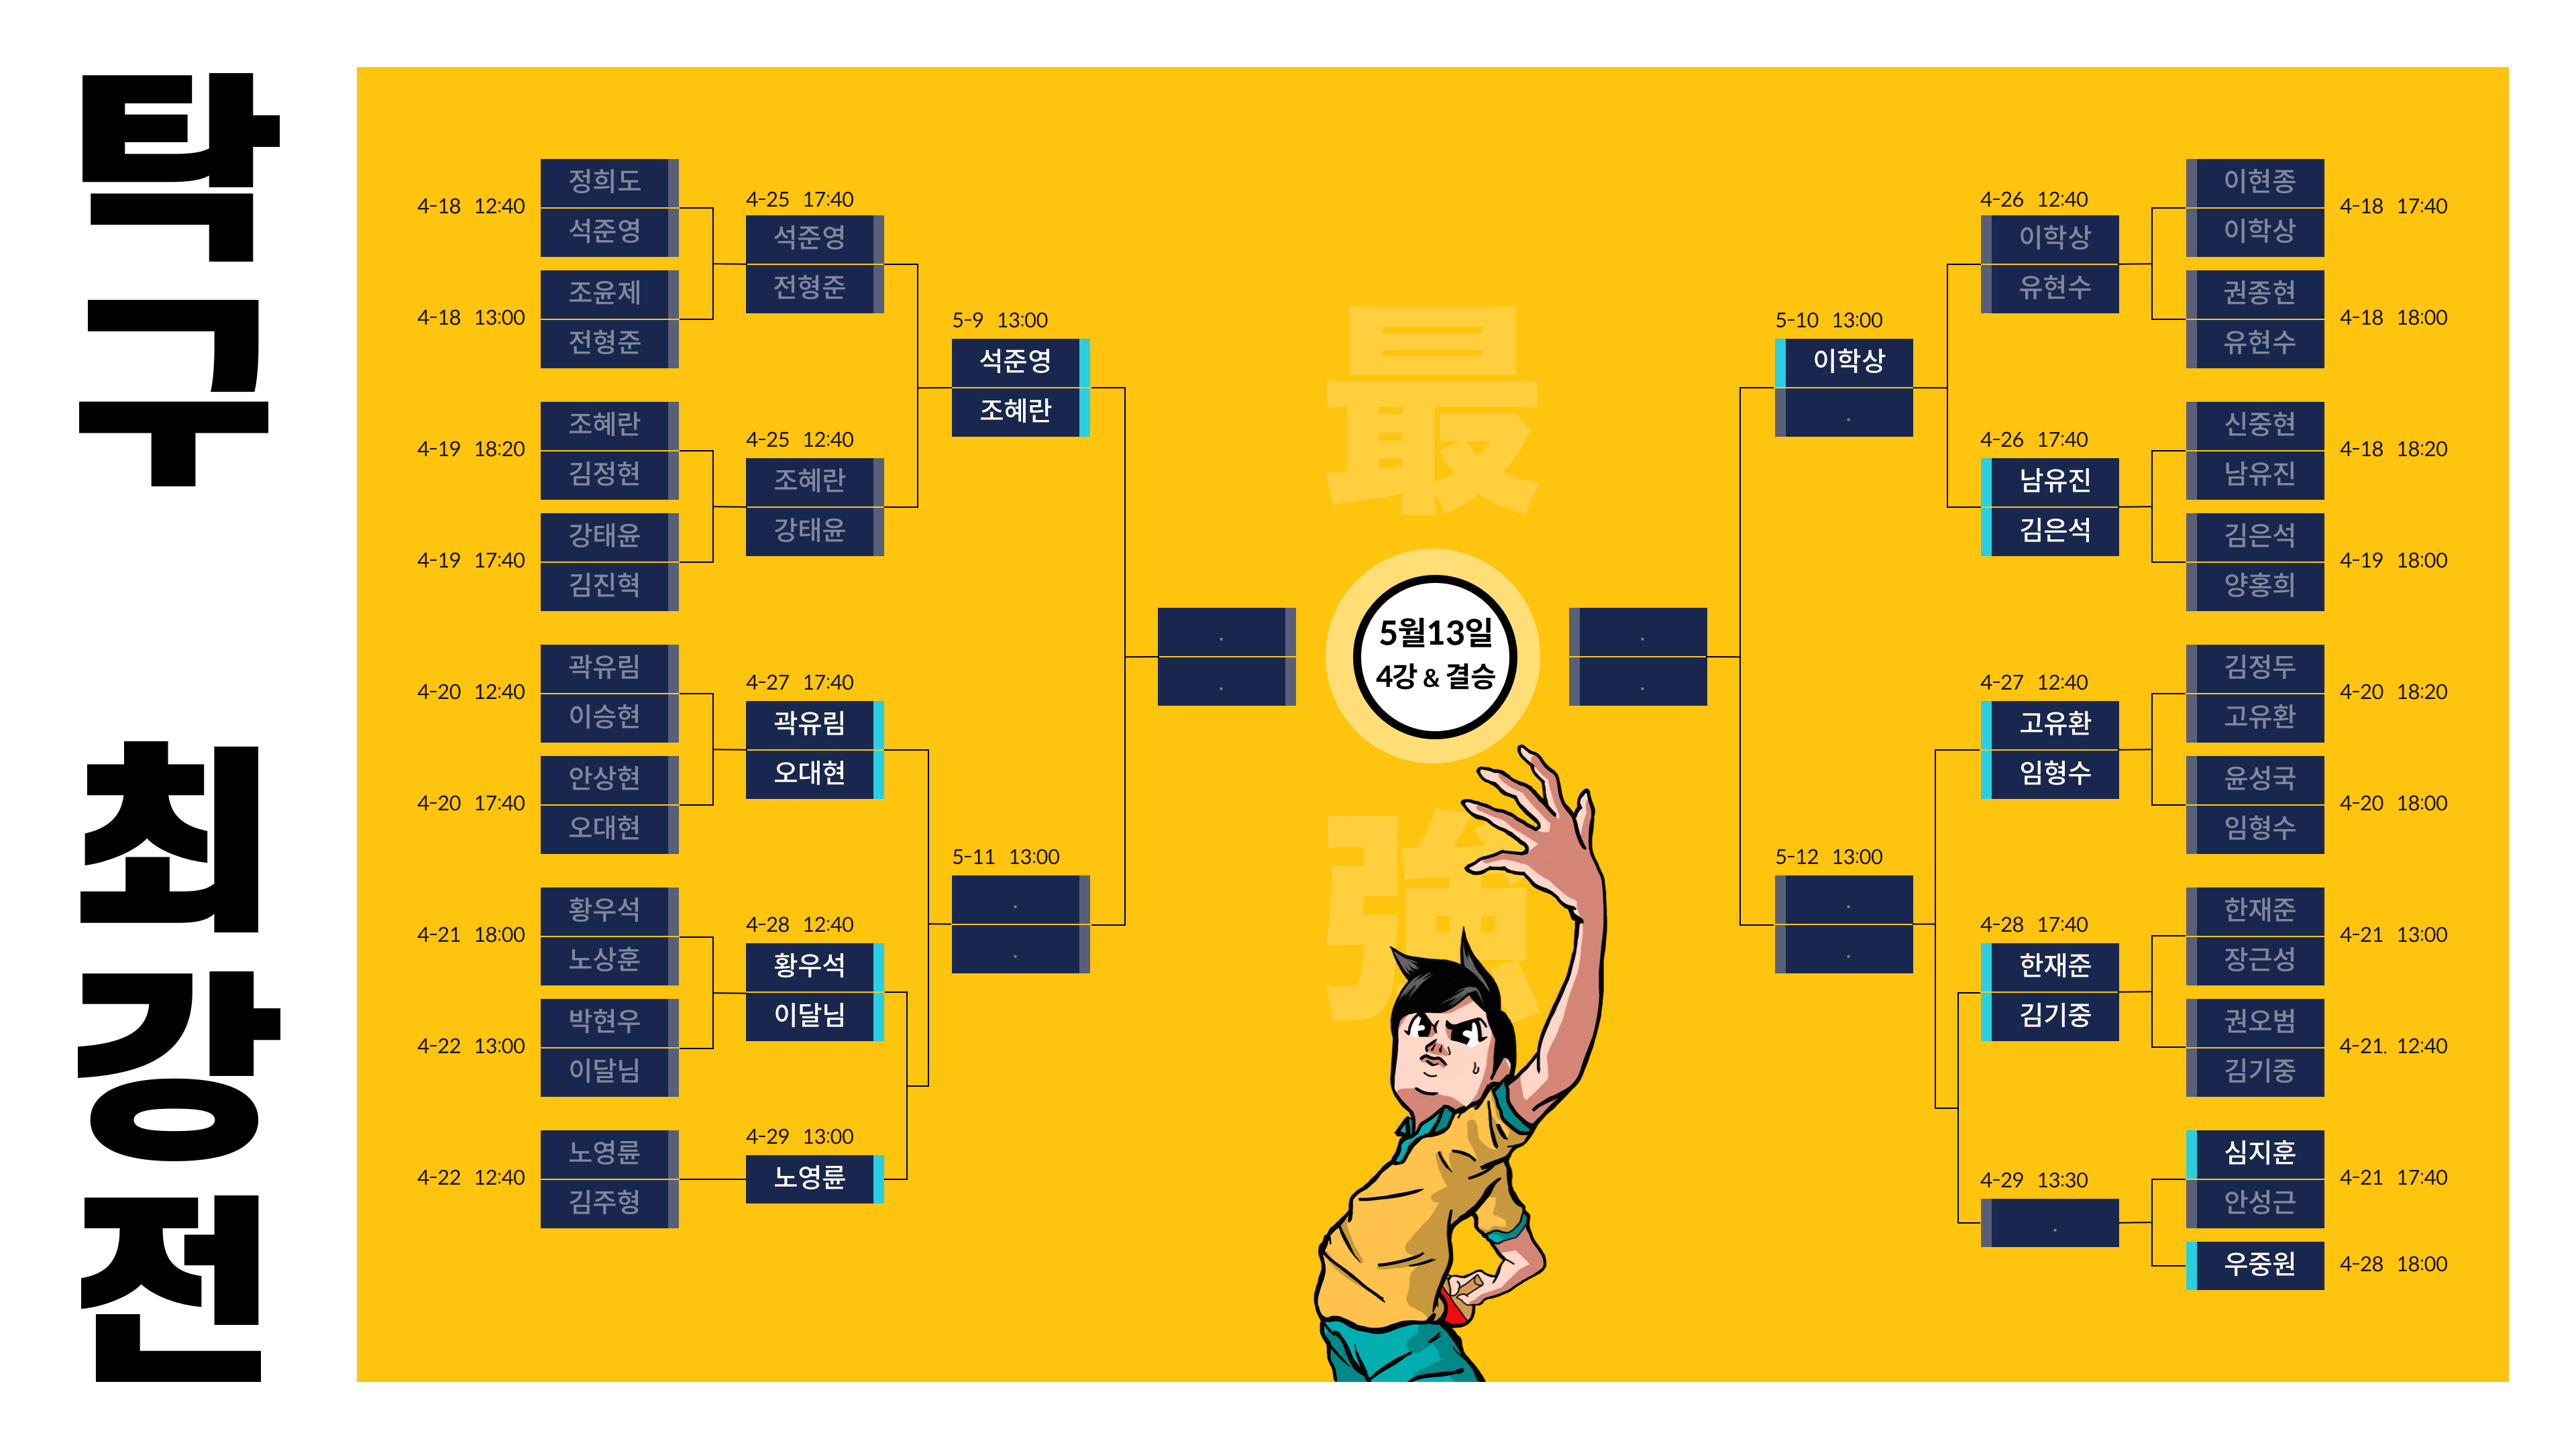 탁구 최강전
4-18 12:40
정희도
석준영
4-18 13:00
조윤제
전형준
4-19 18:20
조혜란
김정현
4-19 17:40
강태윤
김진혁
4-20 12:40
곽유림
이승현
4-20 17:40
안상현
오대현
4-21 18:00
황우석
노상훈
4-22 13:00
박현우
이달님
4-22 12:40
노영륜
김주형
4-25 17:40
석준영
전형준
4-25 12:40
조혜란
강태윤
4-27 17:40
곽유림
오대현
4-28 12:40
황우석
이달님
4-29 13:00
노영륜
5-9 13:00
석준영
조혜란
5-11 13:00
.
.
.
.
最
5월13일
4강 & 결승
強
.
.
5-10 13:00
이학상
.
5-12 13:00
.
.
4-26 12:40
이학상
유현수
4-26 17:40
남유진
김은석
4-27 12:40
고유환
임형수
4-28 17:40
한재준
김기중
4-29 13:30
.
이현종
이학상
4-18 17:40
권종현
유현수
4-18 18:00
신중현
남유진
4-18 18:20
김은석
양홍희
4-19 18:00
김정두
고유환
4-20 18:20
윤성국
임형수
4-20 18:00
한재준
장근성
4-21 13:00
권오범
김기중
4-21. 12:40
심지훈
안성근
4-21 17:40
우중원
4-28 18:00